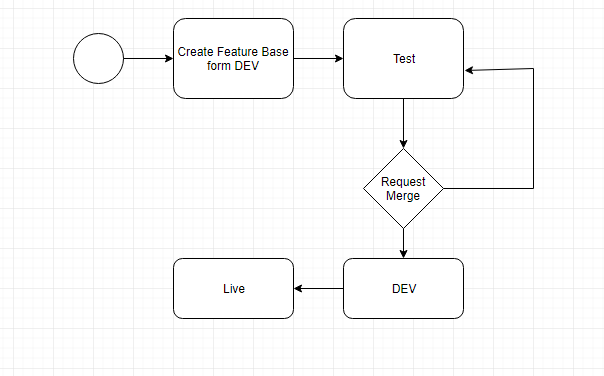 Create Feature Base
form DEV
Test
Request
Merge
Live
DEV